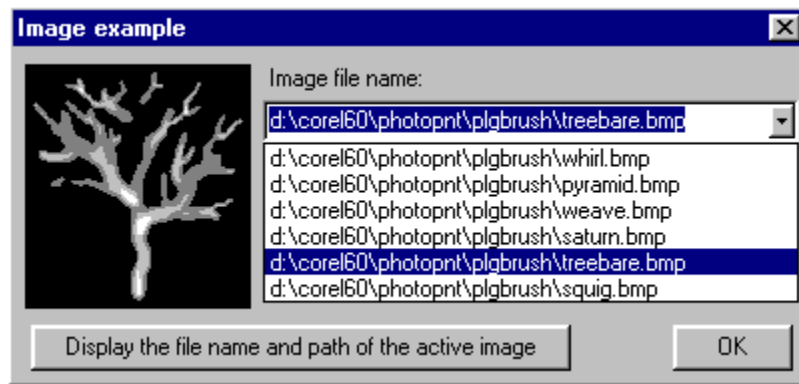 Image example
Image file name:
d:\corel60\photopnt\plgbrush\treebare.bmp
d:\corel60\photopnt\plgbrush\whirl.bmp
d:\corel60\photopnt\plgbrush\pyramid.bmp
d:\corel60\photopnt\plgbrush\weave.bmp
d:\corel60\photopnt\plgbrush\saturn.bmp
d:\corel60\photopnt\plgbrush\treebare.bmp
d:\corel60\photopnt\plgbrush\squig.bmp
Display the file name and path of the active image
OK